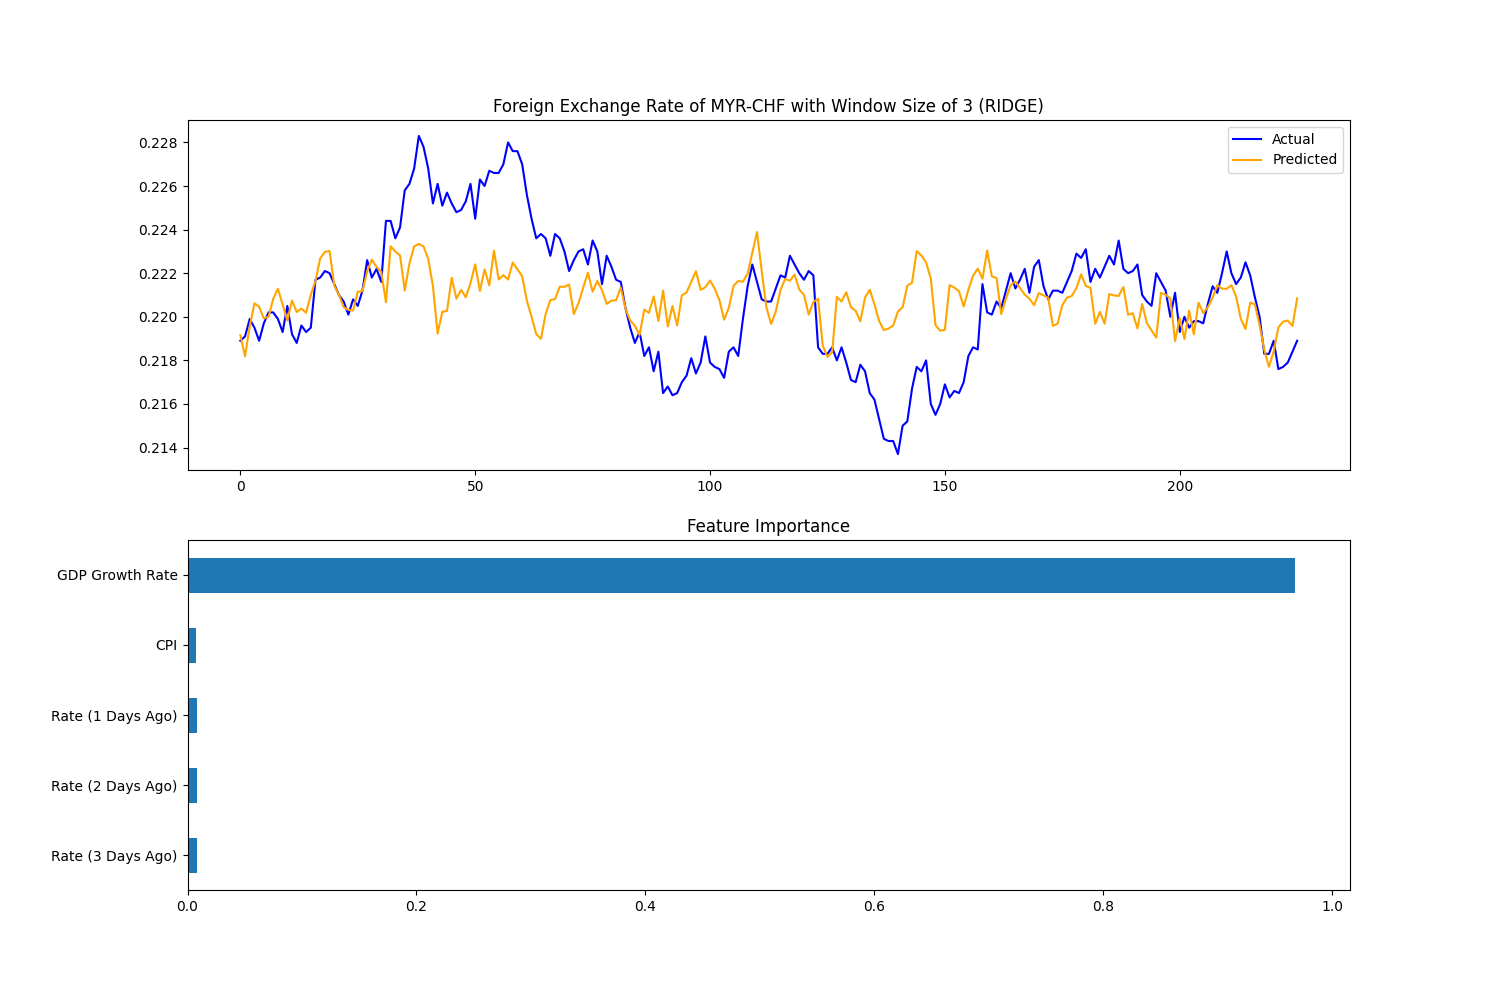 Foreign Exchange Rate of MYR-CHF with Window Size of 3 (RIDGE)
Actual
Predicted
0.228
0.226
0.224
0.222
0.220
0.218
0.216
0.214
0 50 100 150 200
Feature Importance
GDP Growth Rate
CPI
Rate (1 Days Ago)
Rate (2 Days Ago)
Rate (3 Days Ago)
0.0 0.2 0.4 0.6 0.8 1.0